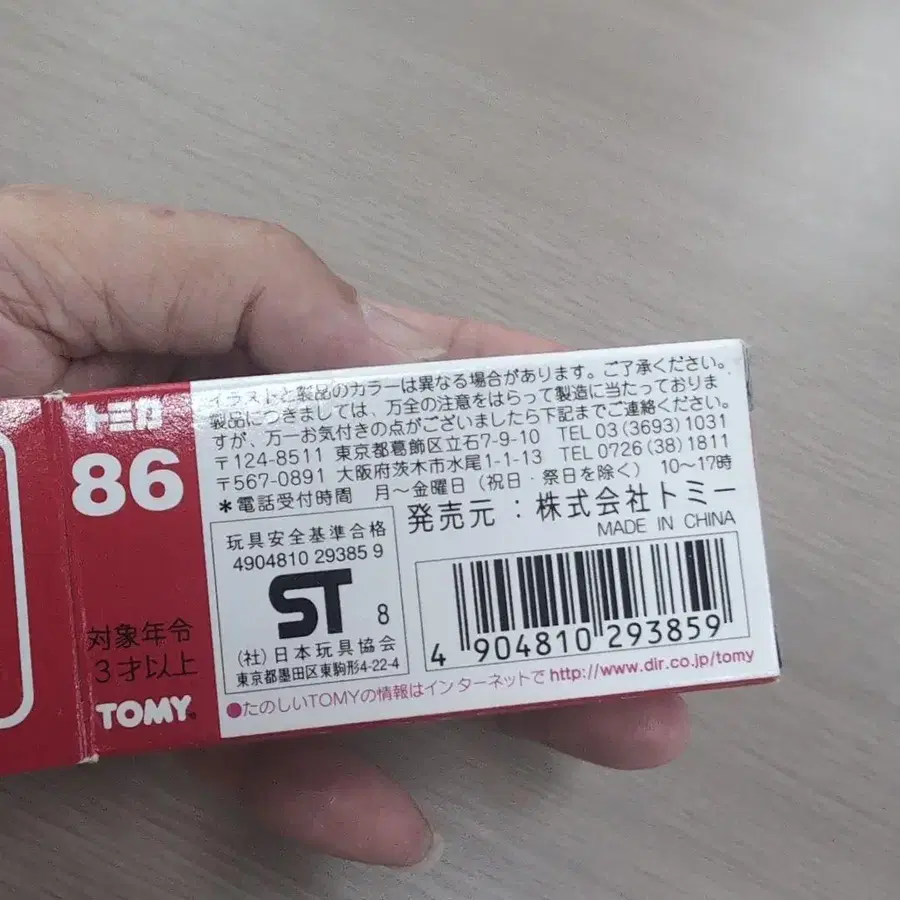 トミカ
86
対象年令
3才以上
TOMY
イラストと製品のカラーは異なる場合があります。ご了承ください。
製品につきましては、万全の注意をはらって製造に当たっておりま
すが、万一お気付きの点がございましたら下記までご連絡ください。
〒124-8511 東京都葛飾区立石7-9-10 TEL 03 (3693) 1031
〒567-0891 大阪府茨木市水尾1-1-13 TEL 0726 (38) 1811
*電話受付時間 月〜金曜日 (祝日・祭日を除く) 10〜17時
発売元：株式会社トミー
MADE IN CHINA
玩具安全基準合格
4904810 29385 9
ST 8
(社) 日本玩具協会
東京都墨田区東駒形4-22-4
4 904810 293859
●たのしいTOMYの情報はインターネットで http://www.dir.co.jp/tomy